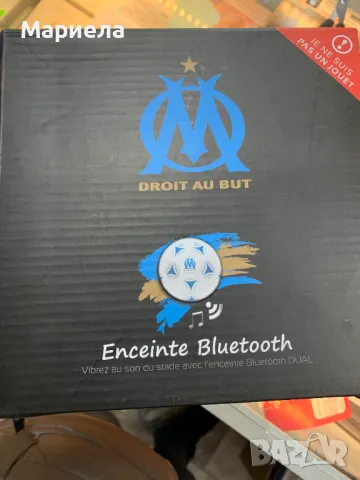 Мариела
JE NE SUIS
PAS UN JOUET
DROIT AU BUT
Enceinte Bluetooth
Vibrez au son du stade avec l'enceinte Bluetooth DUAL
BAZAR